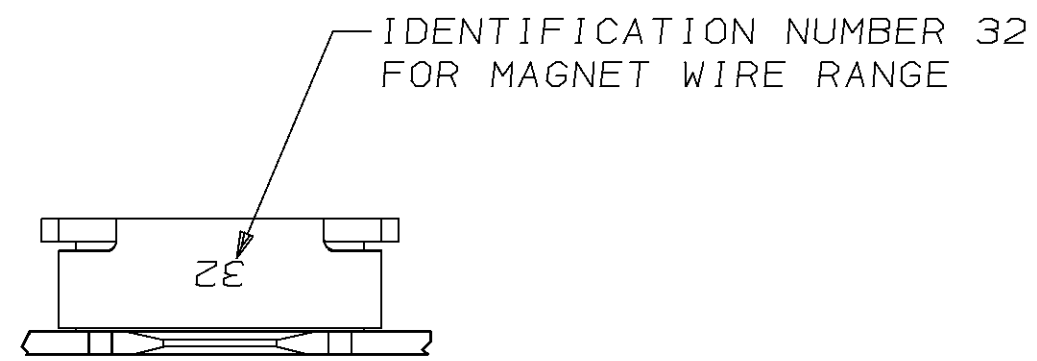 IDENTIFICATION NUMBER 32
FOR MAGNET WIRE RANGE
32